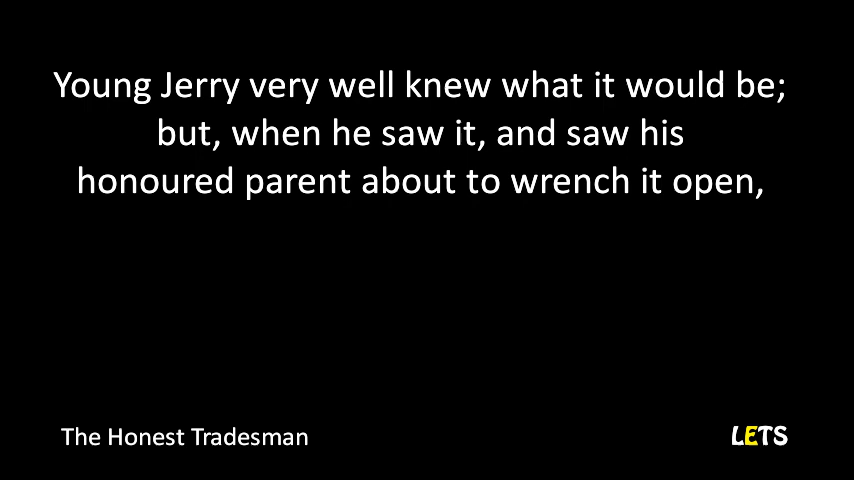 Young Jerry very well knew what it would be;
but, when he saw it, and saw his
honoured parent about to wrench it open,
The Honest Tradesman
LETS